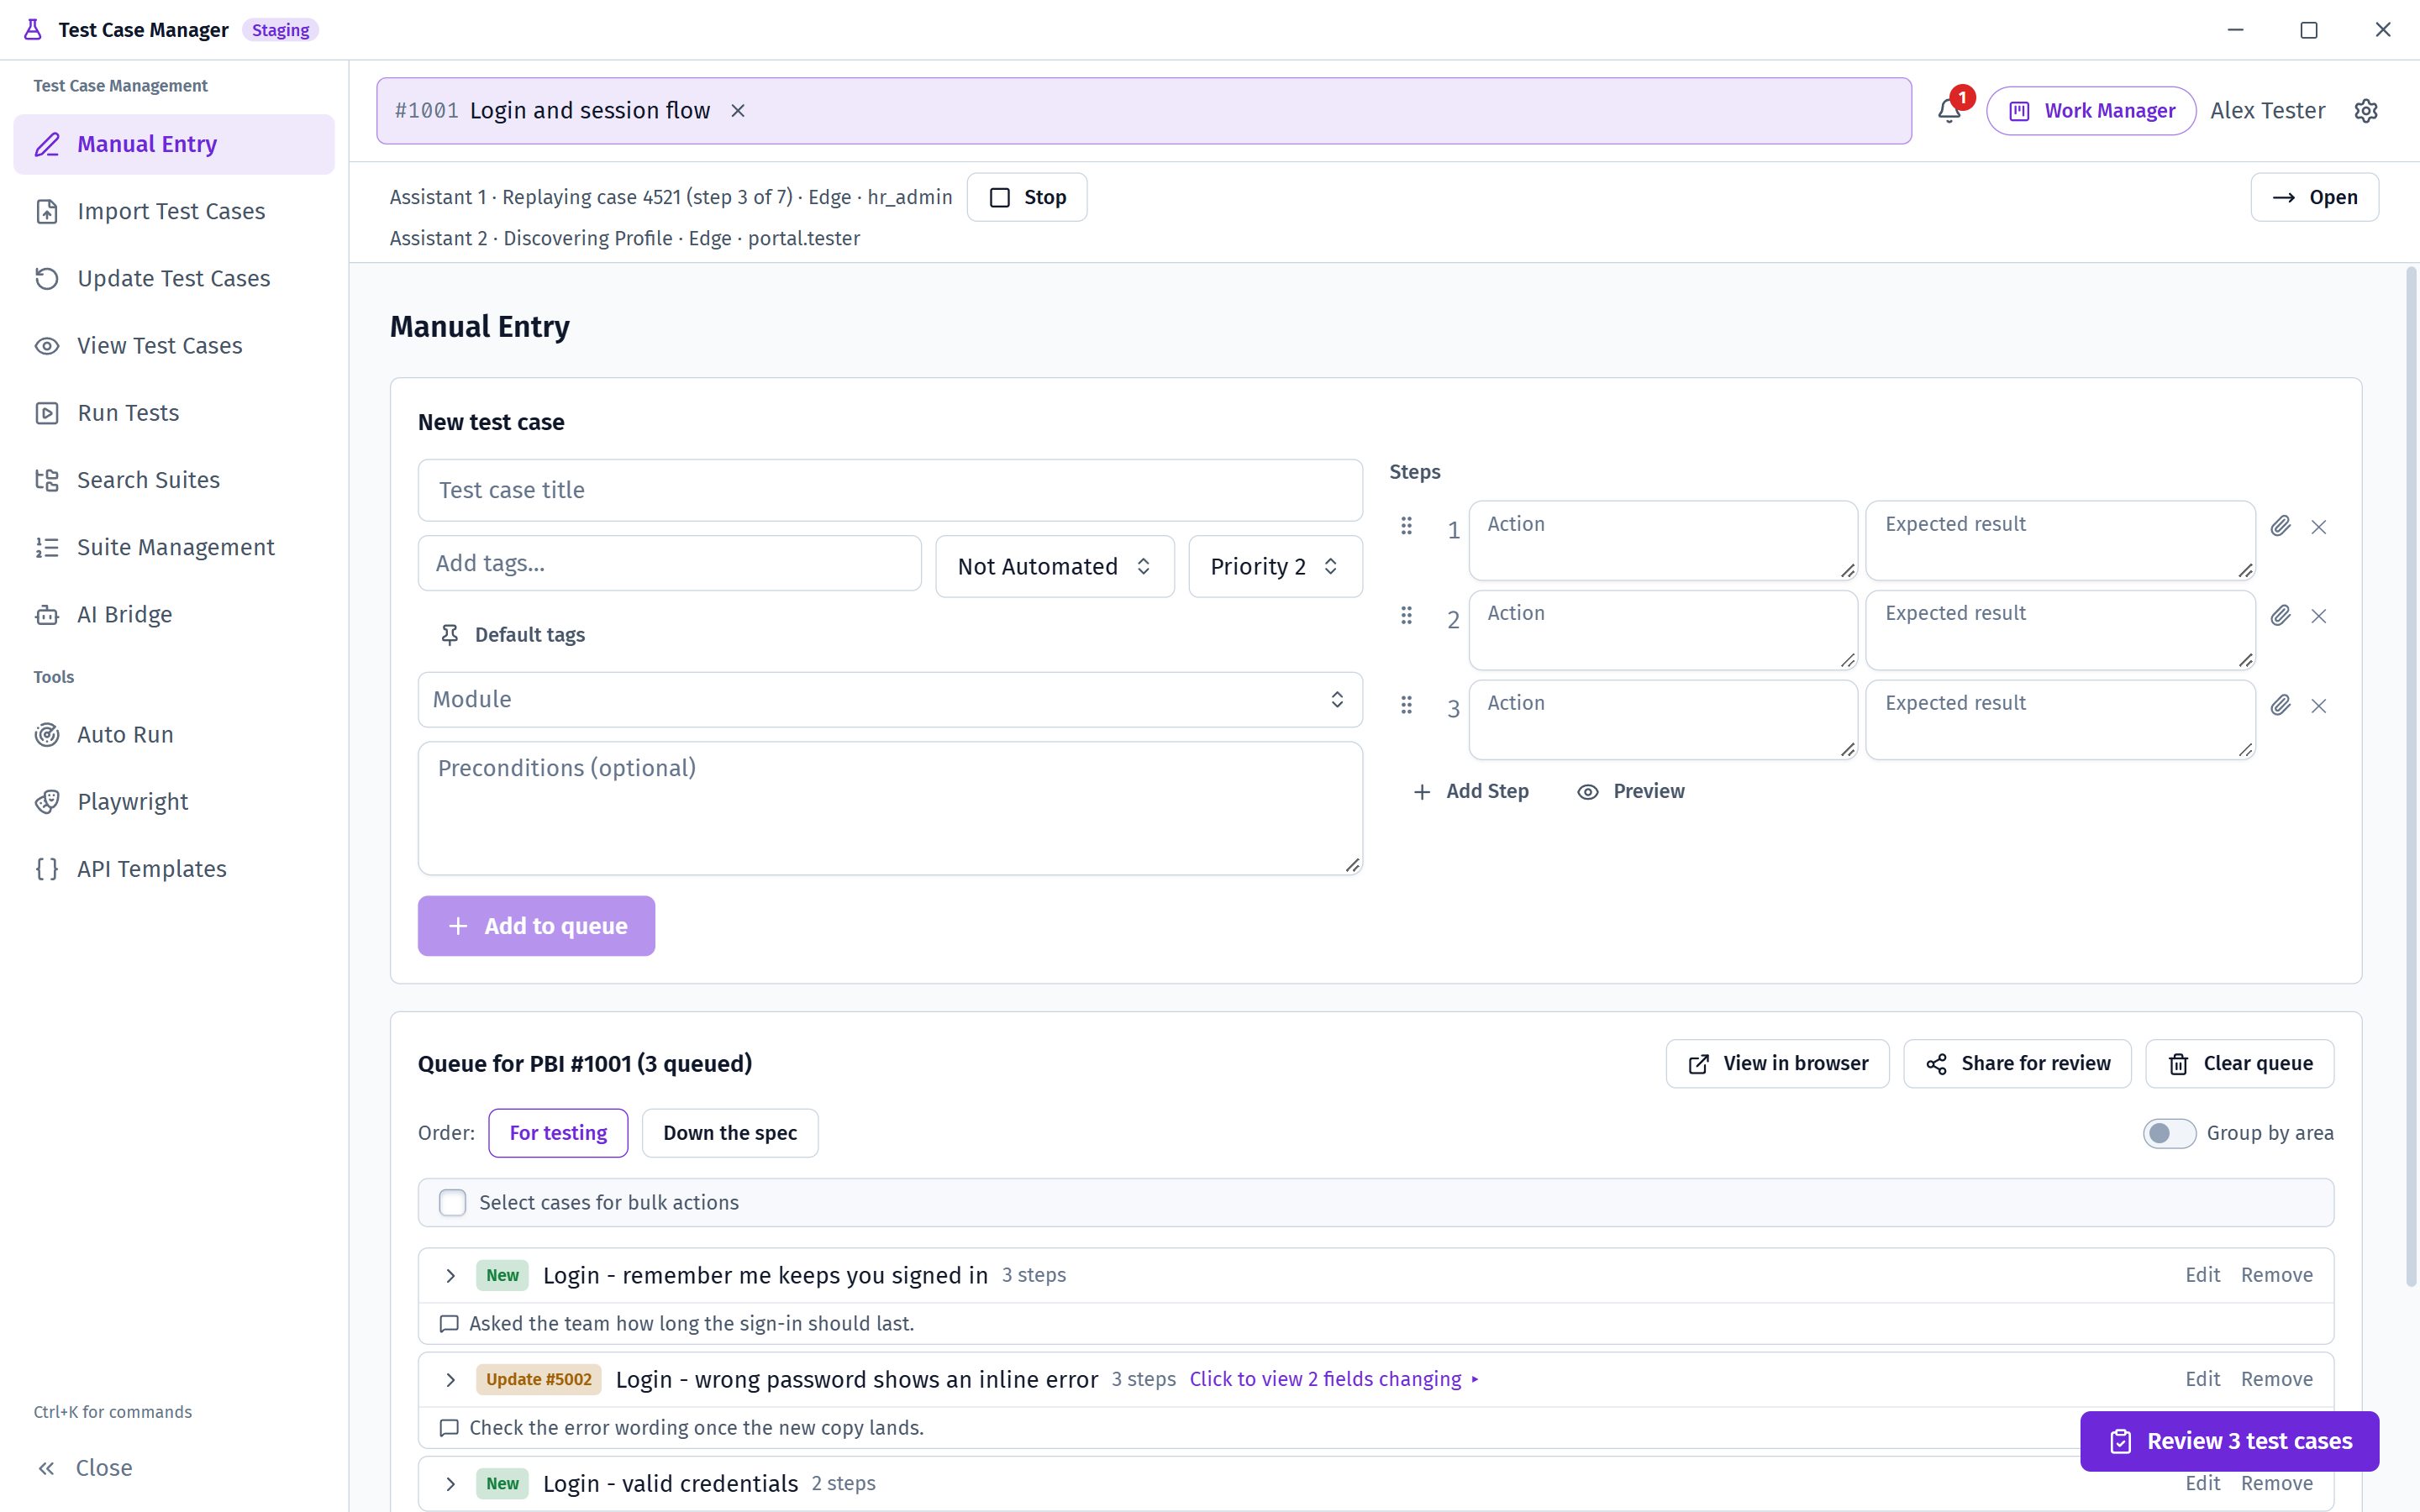 Test Case Manager Staging
Test Case Management
Manual Entry
Import Test Cases
Update Test Cases
View Test Cases
Run Tests
Search Suites
Suite Management
AI Bridge
Tools
Auto Run
Playwright
API Templates
Ctrl+K for commands
Close
#1001 Login and session flow
1
Work Manager
Alex Tester
Assistant 1 · Replaying case 4521 (step 3 of 7) · Edge · hr_admin
Stop
Open
Assistant 2 · Discovering Profile · Edge · portal.tester
Manual Entry
New test case
Test case title
Add tags...
Not Automated
Priority 2
Default tags
Module
Preconditions (optional)
Add to queue
Steps
1 Action Expected result
2 Action Expected result
3 Action Expected result
Add Step Preview
Queue for PBI #1001 (3 queued)
View in browser
Share for review
Clear queue
Order: For testing Down the spec
Group by area
Select cases for bulk actions
New Login - remember me keeps you signed in 3 steps Edit Remove
Asked the team how long the sign-in should last.
Update #5002 Login - wrong password shows an inline error 3 steps Click to view 2 fields changing Edit Remove
Check the error wording once the new copy lands.
Review 3 test cases
New Login - valid credentials 2 steps Edit Remove